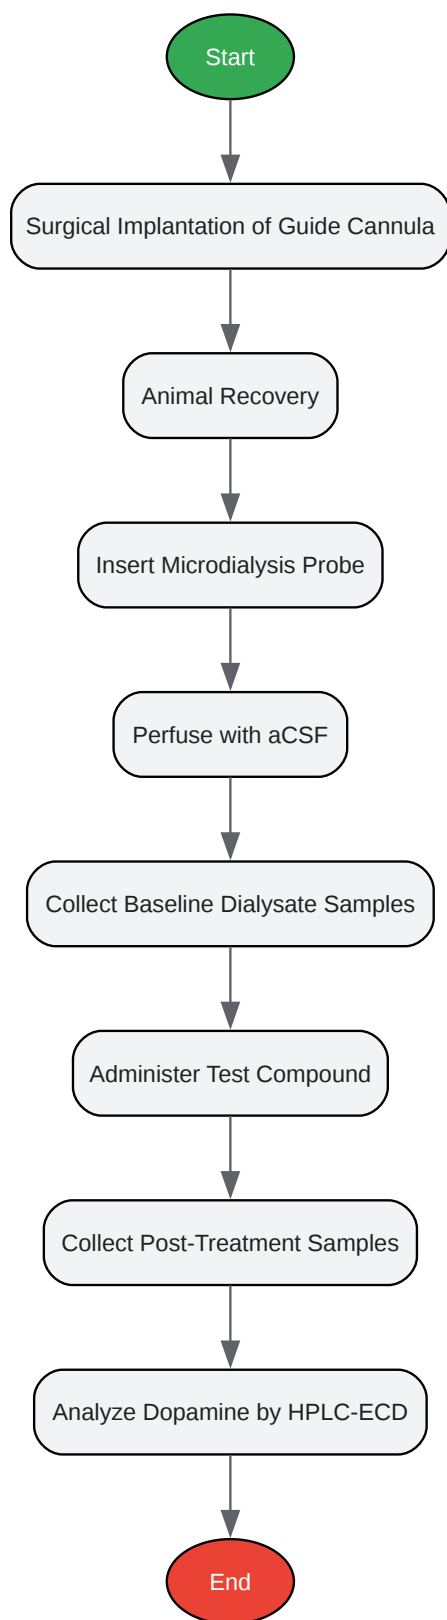 Start
Surgical Implantation of Guide Cannula
Animal Recovery
Insert Microdialysis Probe
Perfuse with aCSF
Collect Baseline Dialysate Samples
Administer Test Compound
Collect Post-Treatment Samples
Analyze Dopamine by HPLC-ECD
End